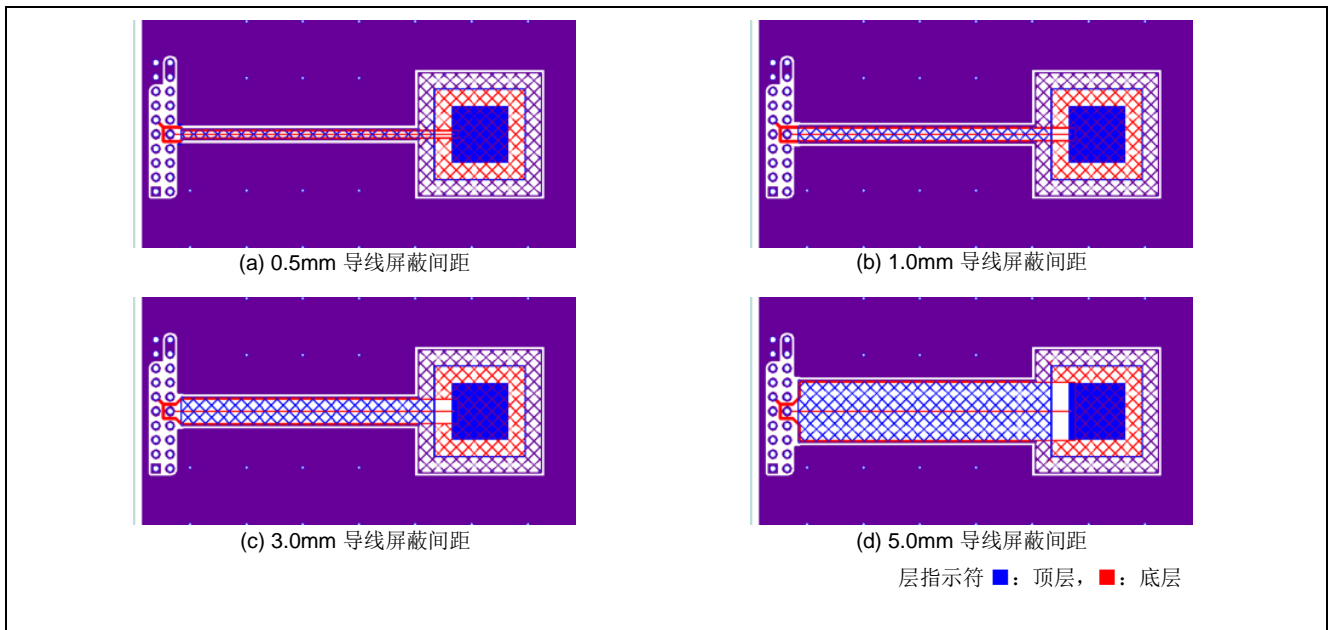 (a) 0.5mm 导线屏蔽间距
(b) 1.0mm 导线屏蔽间距
(c) 3.0mm 导线屏蔽间距
(d) 5.0mm 导线屏蔽间距
层指示符 ■：顶层，■：底层